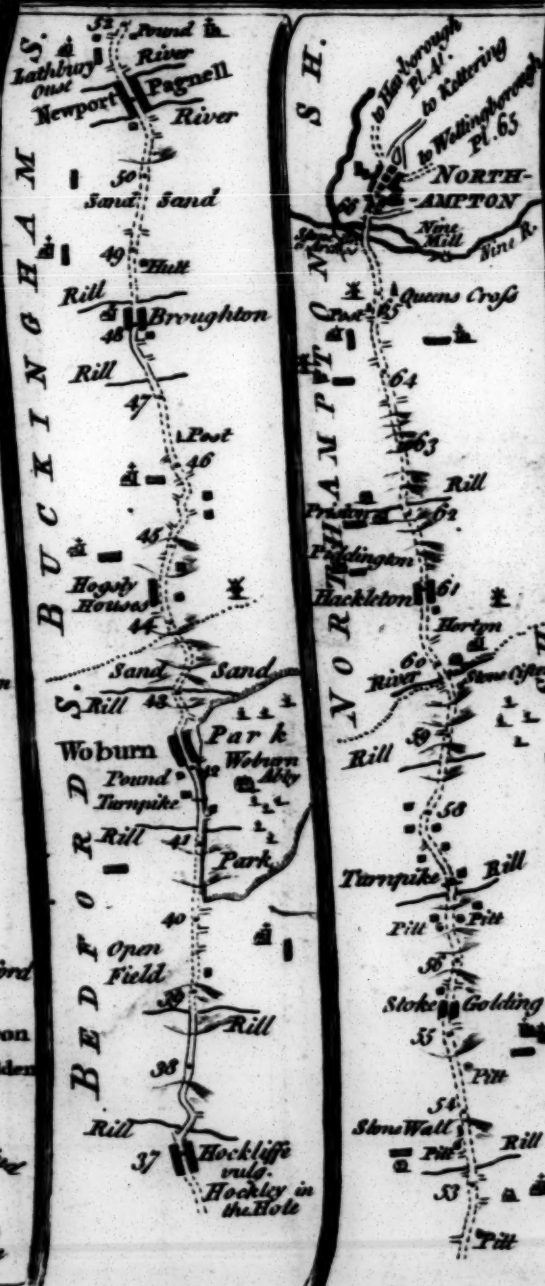 52
Pound
River
Lathbury
Newport Pagnell
River
50
Sand Sand
49
Hutt
Rill
Broughton
48
Rill
47
Post
46
45
Hogsty
Houses
44
Sand Sand
Rill
43
Woburn
Park
42
Woburn
Abby
Pound
Turnpike
Rill
41
Park
40
Open
Field
39
Rill
38
Rill
37
Hockliffe
vulg.
Hockley in
the Hole
BUCKINGHAM S.
BEDFORD S.
SH.
to Harborough
Pl. 41.
to Kettering
to Wellingborough
Pl. 65
NORTH-
AMPTON
66
Nine
Mill
Nine R.
Queens Cross
Post
65
64
63
Rill
Preston
62
Piddington
Hackleton
61
Horton
60
River
59
Rill
58
Turnpike
Rill
Pitt
Pitt
56
Stoke Golding
55
Pitt
54
Stone Wall
Pitt
Rill
53
Pitt
NORTHAMPTON
H.